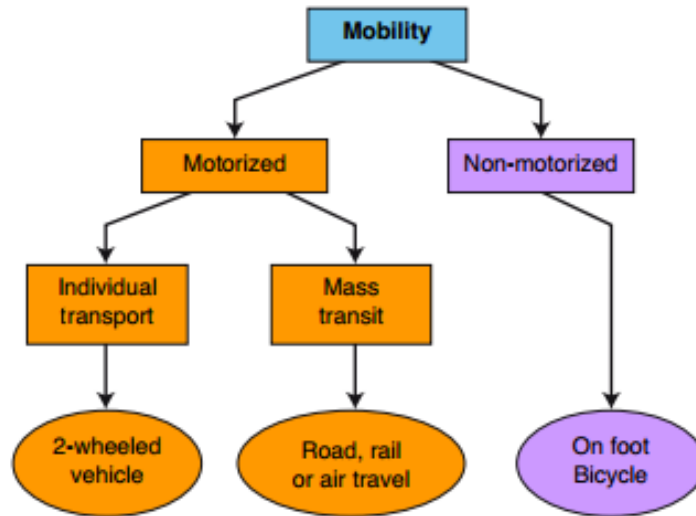 Mobility
Motorized
Non-motorized
Individual
transport
Mass
transit
2-wheeled
vehicle
Road, rail
or air travel
On foot
Bicycle